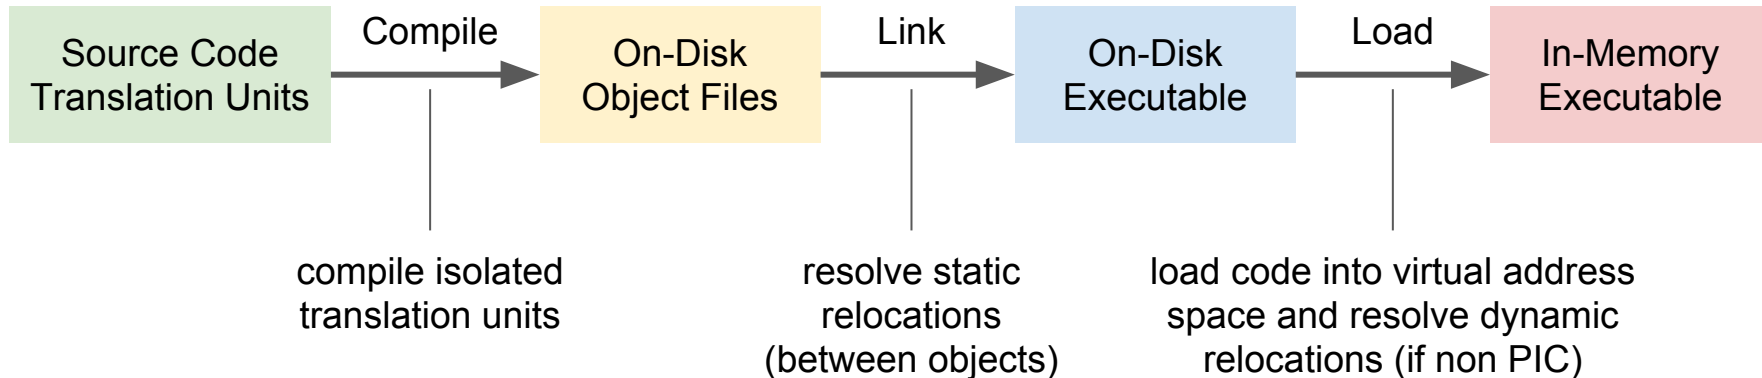 Source Code
Translation Units
Compile
On-Disk
Object Files
Link
On-Disk
Executable
Load
In-Memory
Executable
compile isolated
translation units
resolve static
relocations
(between objects)
load code into virtual address
space and resolve dynamic
relocations (if non PIC)